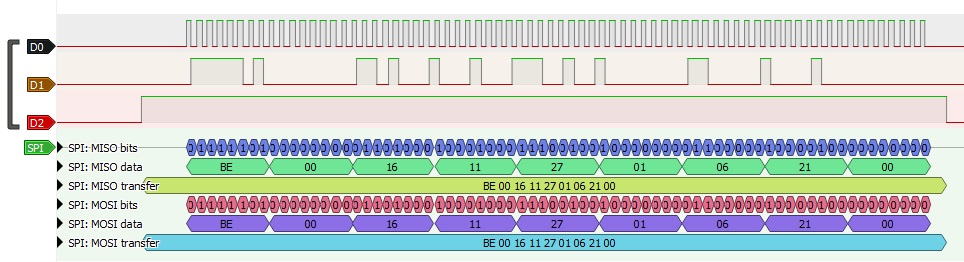 D0
D1
D2
SPI
SPI: MISO bits
SPI: MISO data BE 00 16 11 27 01 06 21 00
SPI: MISO transfer BE 00 16 11 27 01 06 21 00
SPI: MOSI bits
SPI: MOSI data BE 00 16 11 27 01 06 21 00
SPI: MOSI transfer BE 00 16 11 27 01 06 21 00